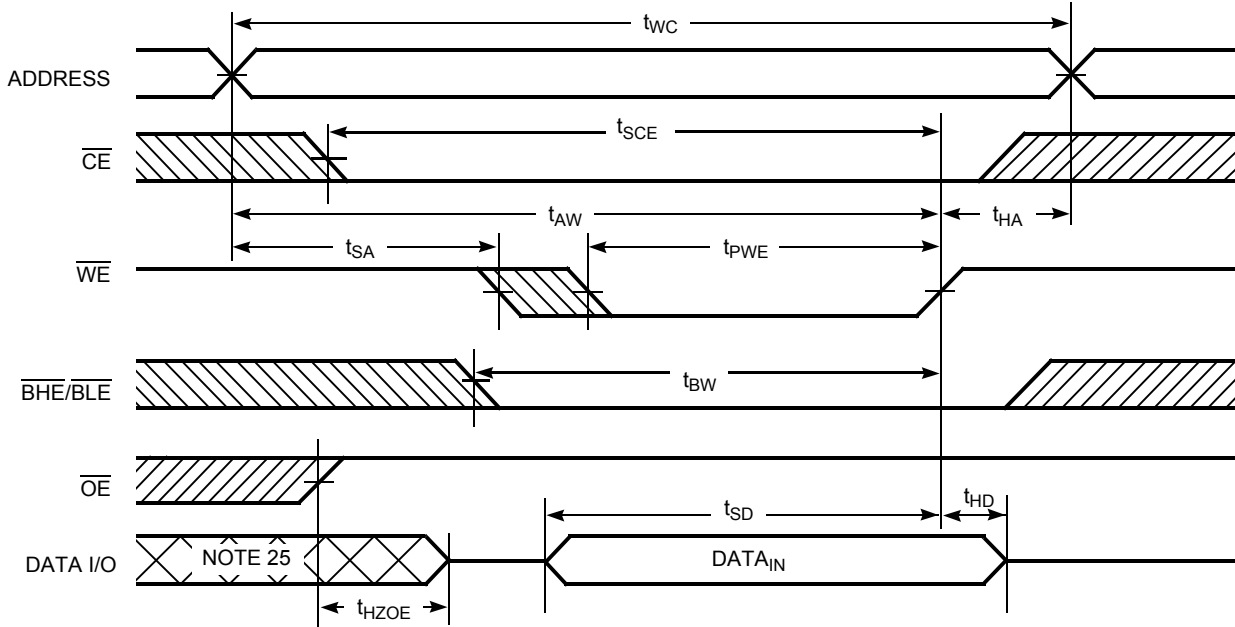 tWC
ADDRESS
tSCE
CE
tAW
tHA
tSA
tPWE
WE
tBW
BHE/BLE
OE
tSD
tHD
DATA I/O
NOTE 25
DATAIN
tHZOE